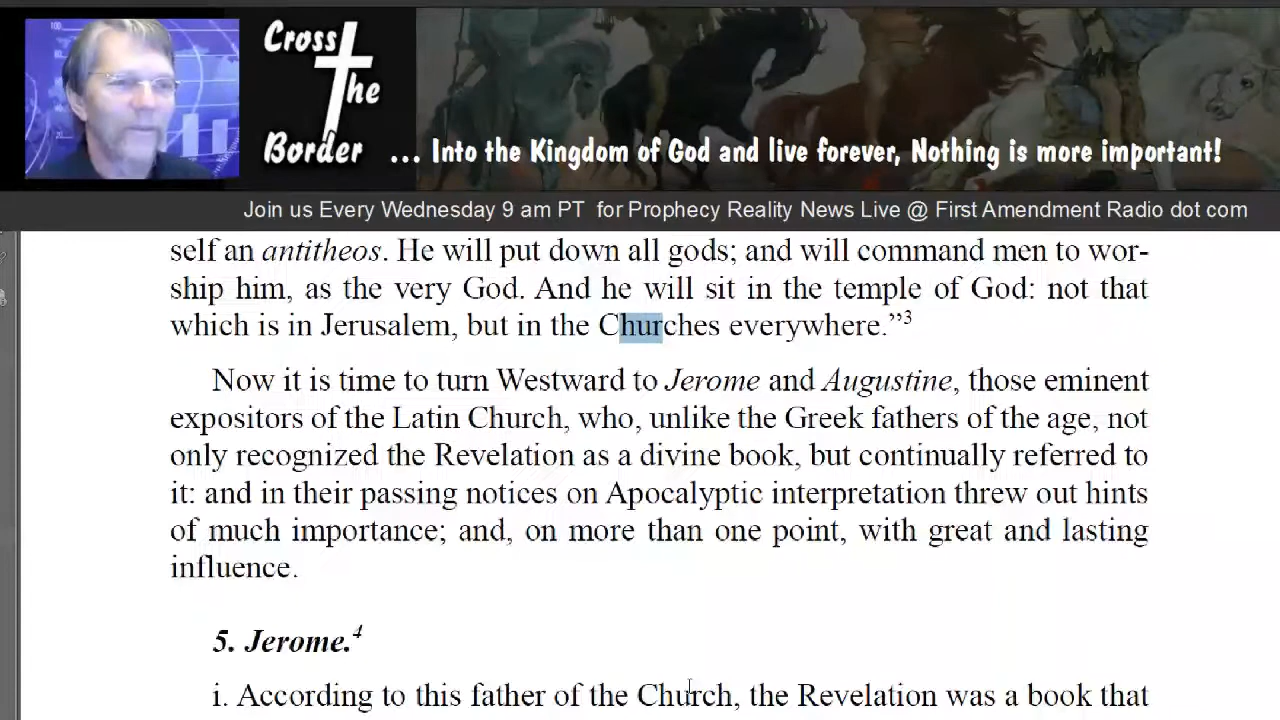 Cross
the
Border
... Into the Kingdom of God and live forever, Nothing is more important!
Join us Every Wednesday 9 am PT for Prophecy Reality News Live @ First Amendment Radio dot com
self an antitheos. He will put down all gods; and will command men to wor-
ship him, as the very God. And he will sit in the temple of God: not that
which is in Jerusalem, but in the Churches everywhere.”3
Now it is time to turn Westward to Jerome and Augustine, those eminent
expositors of the Latin Church, who, unlike the Greek fathers of the age, not
only recognized the Revelation as a divine book, but continually referred to
it: and in their passing notices on Apocalyptic interpretation threw out hints
of much importance; and, on more than one point, with great and lasting
influence.
5. Jerome.4
i. According to this father of the Church, the Revelation was a book that